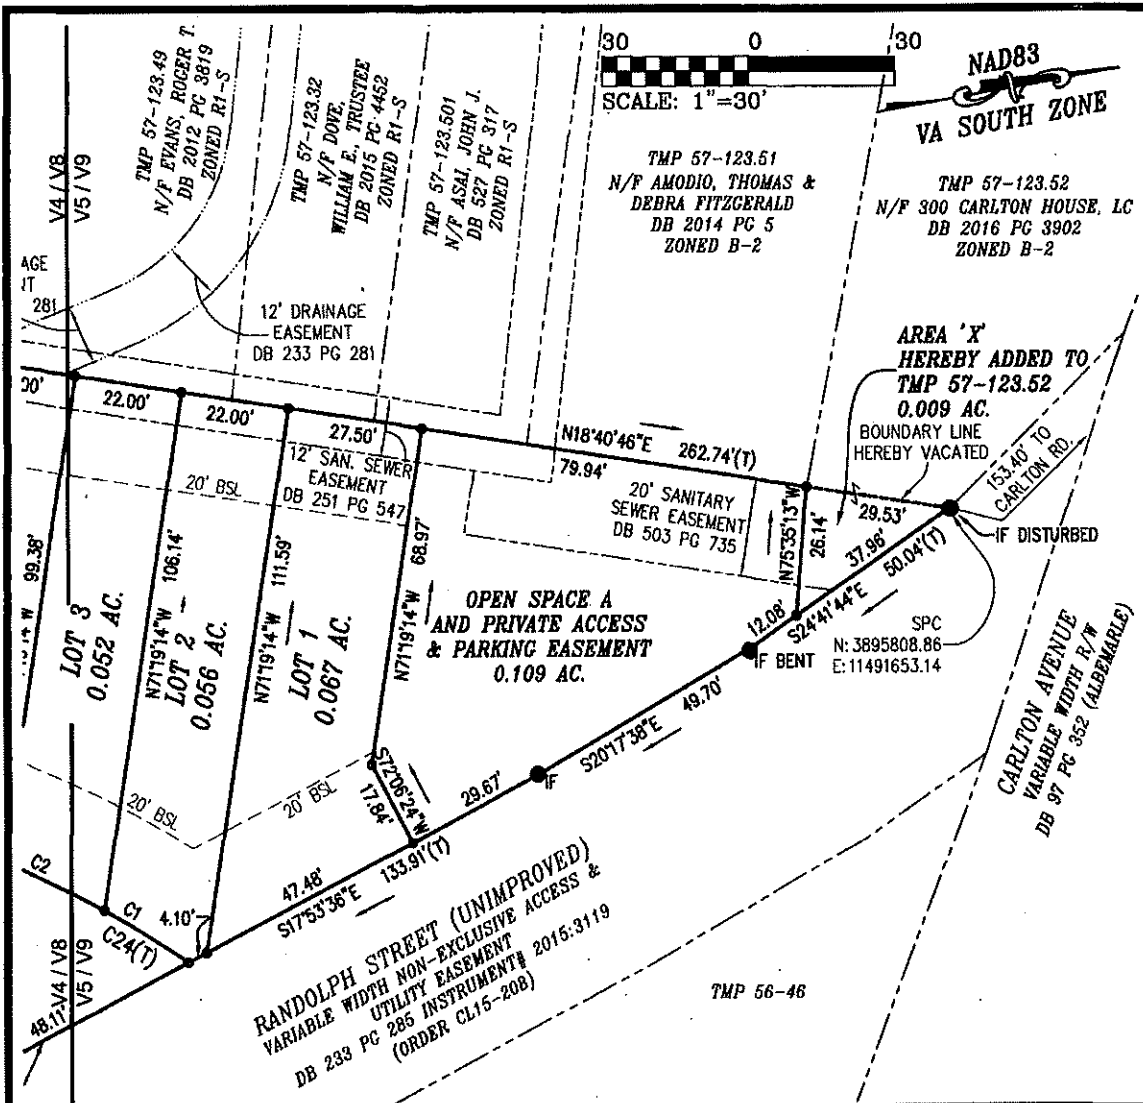 30 0 30
SCALE: 1"=30'
NAD83
VA SOUTH ZONE
V4 / V8
V5 / V9
TMP 57-123.49
N/F EVANS, ROGER T.
DB 2012 PG 3819
ZONED R1-S
TMP 57-123.32
N/F DOVE,
WILLIAM E., TRUSTEE
DB 2015 PG 4452
ZONED R1-S
TMP 57-123.501
N/F ASAI, JOHN J.
DB 527 PG 317
ZONED R1-S
TMP 57-123.51
N/F AMODIO, THOMAS &
DEBRA FITZGERALD
DB 2014 PG 5
ZONED B-2
TMP 57-123.52
N/F 300 CARLTON HOUSE, LC
DB 2016 PG 3902
ZONED B-2
AGE
IT
281
12' DRAINAGE
EASEMENT
DB 233 PG 281
AREA 'X'
HEREBY ADDED TO
TMP 57-123.52
0.009 AC.
BOUNDARY LINE
HEREBY VACATED
153.40' TO
CARLTON RD.
00'
22.00'
22.00'
27.50'
N18°40'46"E 262.74'(T)
79.94'
29.53'
12' SAN. SEWER
EASEMENT
DB 251 PG 547
20' BSL
20' SANITARY
SEWER EASEMENT
DB 503 PG 735
N75°35'13"W
26.14'
37.96'
50.04'(T)
S24°41'44"E
12.08'
IF DISTURBED
SPC
N: 3895808.86
E: 11491653.14
IF BENT
99.38'
LOT 3
0.052 AC.
106.14'
N71°19'14"W
LOT 2
0.056 AC.
111.59'
N71°19'14"W
LOT 1
0.067 AC.
68.97'
N71°19'14"W
OPEN SPACE A
AND PRIVATE ACCESS
& PARKING EASEMENT
0.109 AC.
49.70'
S20°17'38"E
IF
29.67'
S72°06'24"W
17.84'
20' BSL
20' BSL
47.48'
133.91'(T)
S17°53'36"E
C2
C1
C24(T)
4.10'
48.11'
V4 / V8
V5 / V9
CARLTON AVENUE
VARIABLE WIDTH R/W
DB 97 PG 352 (ALBEMARLE)
RANDOLPH STREET (UNIMPROVED)
VARIABLE WIDTH NON-EXCLUSIVE ACCESS &
UTILITY EASEMENT
DB 233 PG 285 INSTRUMENT# 2015:3119
(ORDER CL15-208)
TMP 56-46